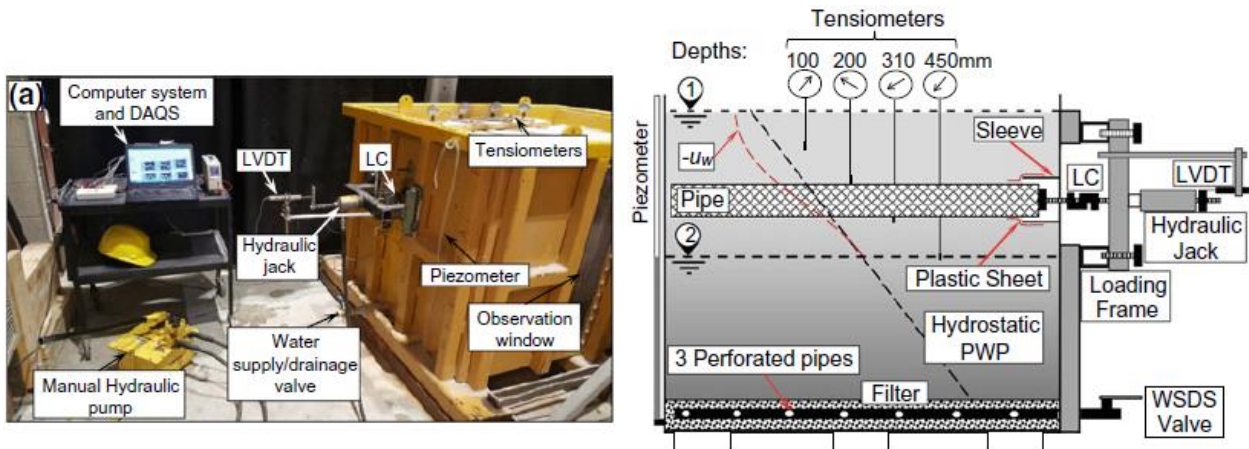 (a)
Computer system
and DAQS
LVDT
LC
Tensiometers
Hydraulic
jack
Piezometer
Observation
window
Water
supply/drainage
valve
Manual Hydraulic
pump
Tensiometers
Depths:
100 200 310 450mm
1
Piezometer
-uw
Sleeve
LC
LVDT
Pipe
Hydraulic
Jack
2
Plastic Sheet
Loading
Frame
Hydrostatic
PWP
3 Perforated pipes
Filter
WSDS
Valve